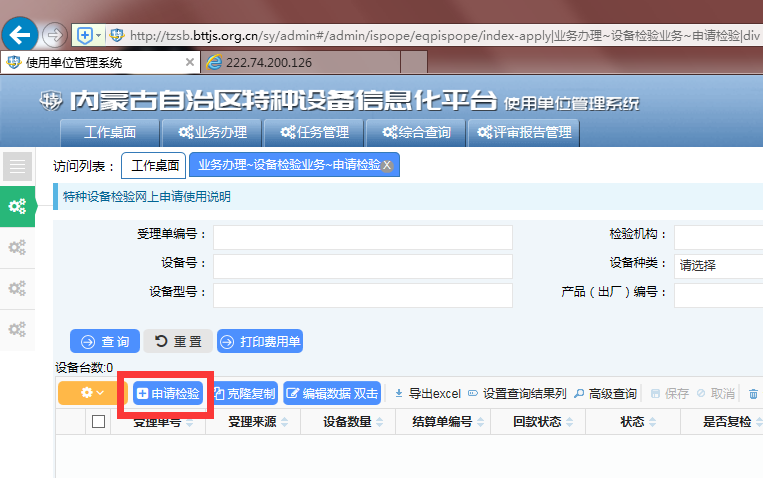 http://tzsb.bttjs.org.cn/sy/admin#/admin/ispope/eqpispope/index-apply|业务办理~设备检验业务~申请检验|div
使用单位管理系统 222.74.200.126
内蒙古自治区特种设备信息化平台 使用单位管理系统
工作桌面 业务办理 任务管理 综合查询 评审报告管理
访问列表： 工作桌面 业务办理~设备检验业务~申请检验
特种设备检验网上申请使用说明
受理单编号： 检验机构：
设备号： 设备种类： 请选择
设备型号： 产品（出厂）编号：
查询 重置 打印费用单
设备台数:0
申请检验 克隆复制 编辑数据 双击 导出excel 设置查询结果列 高级查询 保存 取消
受理单号 受理来源 设备数量 结算单编号 回款状态 状态 是否复检